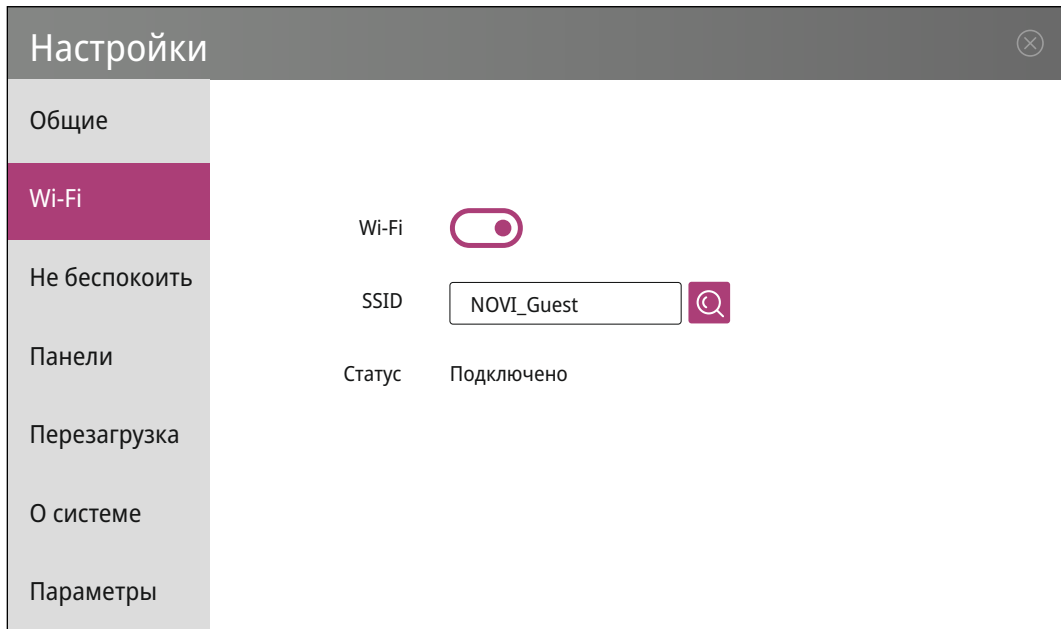 Настройки
Общие
Wi-Fi
Не беспокоить
Панели
Перезагрузка
О системе
Параметры
Wi-Fi
SSID
NOVI_Guest
Статус
Подключено